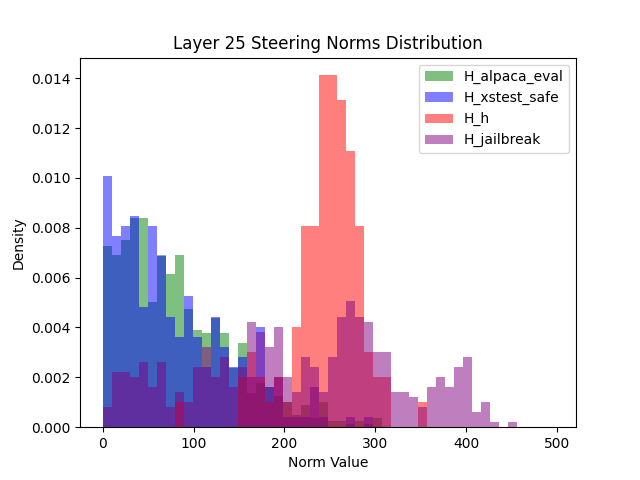 Layer 25 Steering Norms Distribution
H_alpaca_eval
H_xstest_safe
H_h
H_jailbreak
0.014
0.012
0.010
0.008
0.006
0.004
0.002
0.000
Density
0 100 200 300 400 500
Norm Value